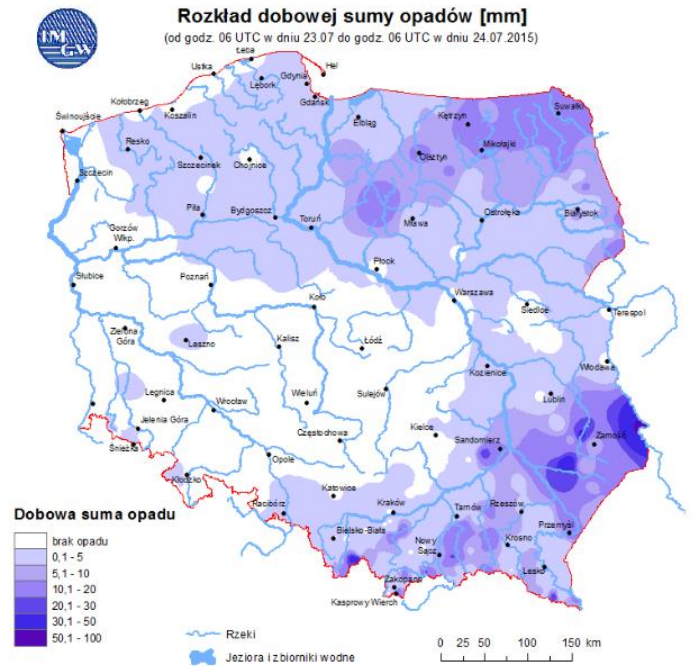 IM
GW
Rozkład dobowej sumy opadów [mm]
(od godz. 06 UTC w dniu 23.07 do godz. 06 UTC w dniu 24.07.2015)
Łeba
Hel
Ustka
Gdynia
Lębork
Gdańsk
Kołobrzeg
Koszalin
Świnoujście
Elbląg
Kętrzyn
Suwałki
Resko
Szczecinek
Chojnice
Olsztyn
Mikołajki
Szczecin
Piła
Bydgoszcz
Toruń
Mława
Ostrołęka
Białystok
Gorzów
Wlkp.
Płock
Słubice
Poznań
Koło
Warszawa
Siedlce
Terespol
Zielona
Góra
Leszno
Kalisz
Łódź
Kozienice
Włodawa
Legnica
Wrocław
Wieluń
Sulejów
Lublin
Jelenia Góra
Częstochowa
Kielce
Sandomierz
Zamość
Śnieżka
Opole
Kłodzko
Katowice
Racibórz
Kraków
Tarnów
Rzeszów
Przemyśl
Bielsko-Biała
Nowy
Sącz
Krosno
Lesko
Zakopane
Kasprowy Wierch
Dobowa suma opadu
brak opadu
0,1 - 5
5,1 - 10
10,1 - 20
20,1 - 30
30,1 - 50
50,1 - 100
Rzeki
Jeziora i zbiorniki wodne
0 25 50 100 150 km